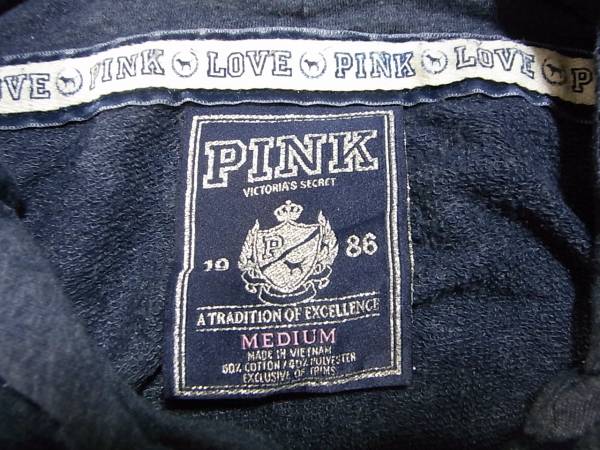 VE PINK LOVE PINK LOVE P
PINK
VICTORIA'S SECRET
P
19 86
A TRADITION OF EXCELLENCE
MEDIUM
MADE IN VIETNAM
60% COTTON / 40% POLYESTER
EXCLUSIVE OF TRIMS